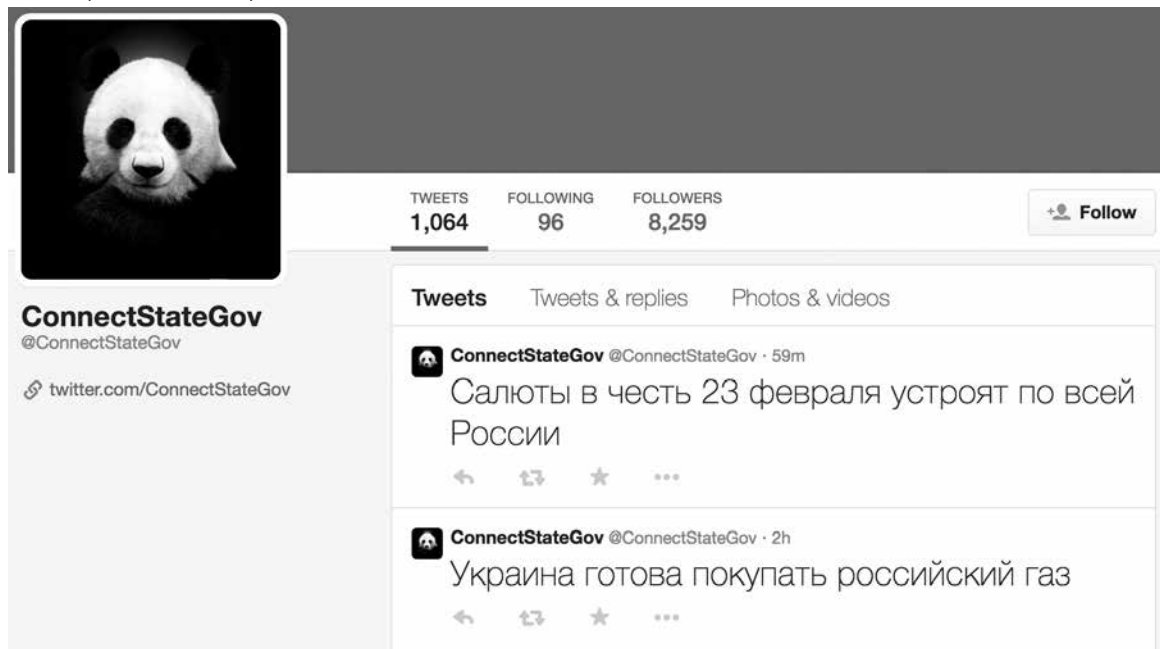 TWEETS FOLLOWING FOLLOWERS
1,064 96 8,259
Follow
ConnectStateGov
@ConnectStateGov
twitter.com/ConnectStateGov
Tweets Tweets & replies Photos & videos
ConnectStateGov @ConnectStateGov · 59m
Салюты в честь 23 февраля устроят по всей
России
ConnectStateGov @ConnectStateGov · 2h
Украина готова покупать российский газ